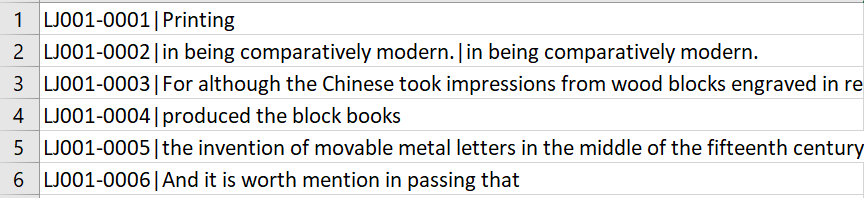 1 LJ001-0001|Printing
2 LJ001-0002|in being comparatively modern.|in being comparatively modern.
3 LJ001-0003|For although the Chinese took impressions from wood blocks engraved in re
4 LJ001-0004|produced the block books
5 LJ001-0005|the invention of movable metal letters in the middle of the fifteenth century
6 LJ001-0006|And it is worth mention in passing that